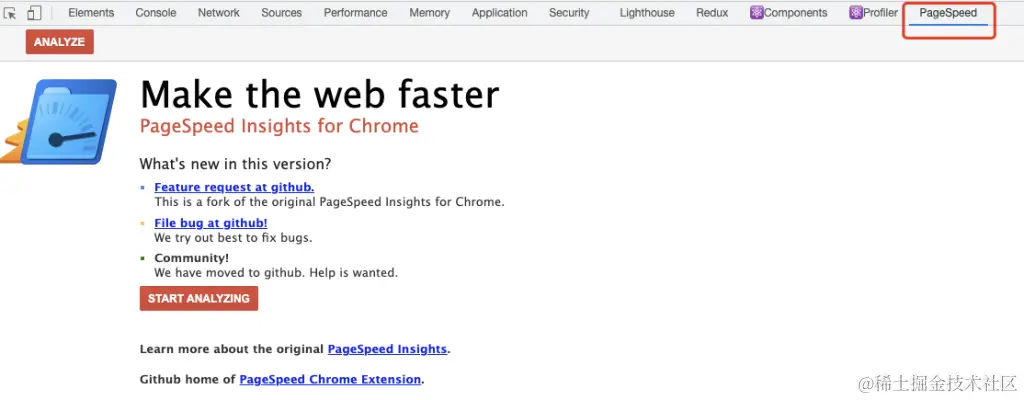 Elements Console Network Sources Performance Memory Application Security Lighthouse Redux Components Profiler PageSpeed
ANALYZE
Make the web faster
PageSpeed Insights for Chrome
What's new in this version?
Feature request at github.
This is a fork of the original PageSpeed Insights for Chrome.
File bug at github!
We try out best to fix bugs.
Community!
We have moved to github. Help is wanted.
START ANALYZING
Learn more about the original PageSpeed Insights.
Github home of PageSpeed Chrome Extension.
@稀土掘金技术社区